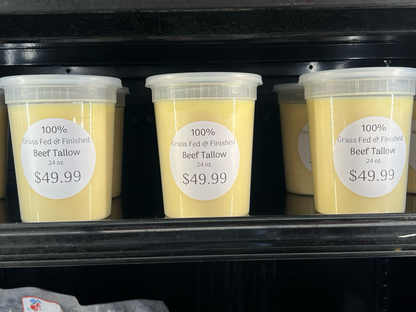 100%
Grass Fed & Finished
Beef Tallow
24 oz
$49.99
100%
Grass Fed & Finished
Beef Tallow
24 oz
$49.99
100%
Grass Fed & Finished
Beef Tallow
24 oz
$49.99